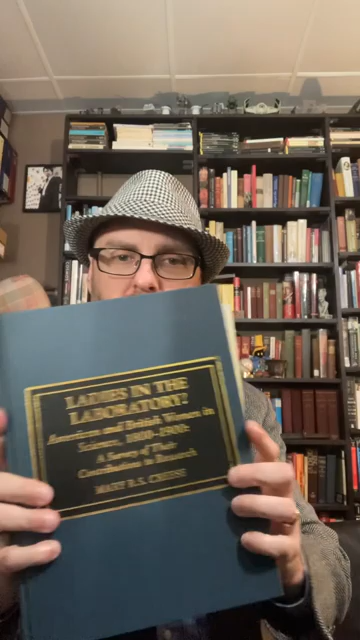 LADIES IN THE
LABORATORY?
American and British Women in
Science, 1800-1900:
A Survey of Their
Contributions to Research
MARY R.S. CREESE